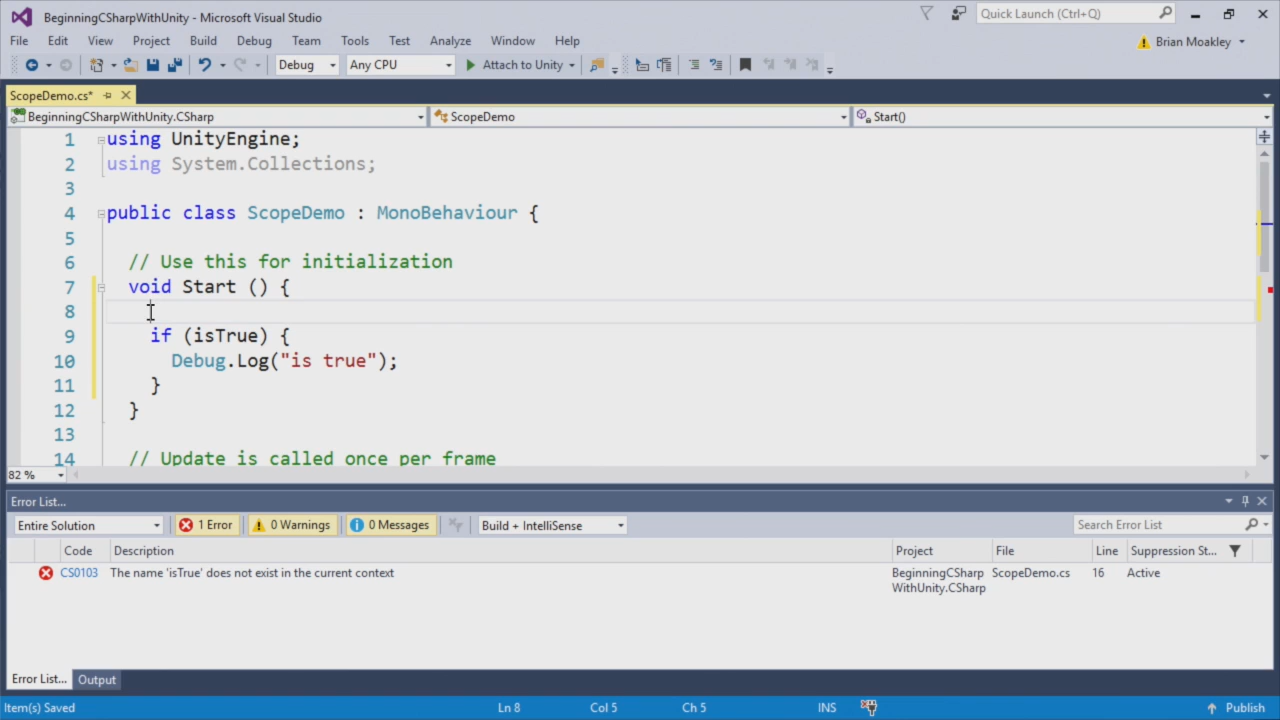 BeginningCSharpWithUnity - Microsoft Visual Studio
Quick Launch (Ctrl+Q)
File Edit View Project Build Debug Team Tools Test Analyze Window Help
Brian Moakley
Debug Any CPU Attach to Unity
ScopeDemo.cs*
BeginningCSharpWithUnity.CSharp ScopeDemo Start()
1 using UnityEngine;
2 using System.Collections;
3
4 public class ScopeDemo : MonoBehaviour {
5
6 // Use this for initialization
7 void Start () {
8
9 if (isTrue) {
10 Debug.Log("is true");
11 }
12 }
13
14 // Update is called once per frame
82 %
Error List...
Entire Solution 1 Error 0 Warnings 0 Messages Build + IntelliSense Search Error List
Code Description Project File Line Suppression St...
CS0103 The name 'isTrue' does not exist in the current context BeginningCSharp ScopeDemo.cs 16 Active
WithUnity.CSharp
Error List... Output
Item(s) Saved Ln 8 Col 5 Ch 5 INS Publish